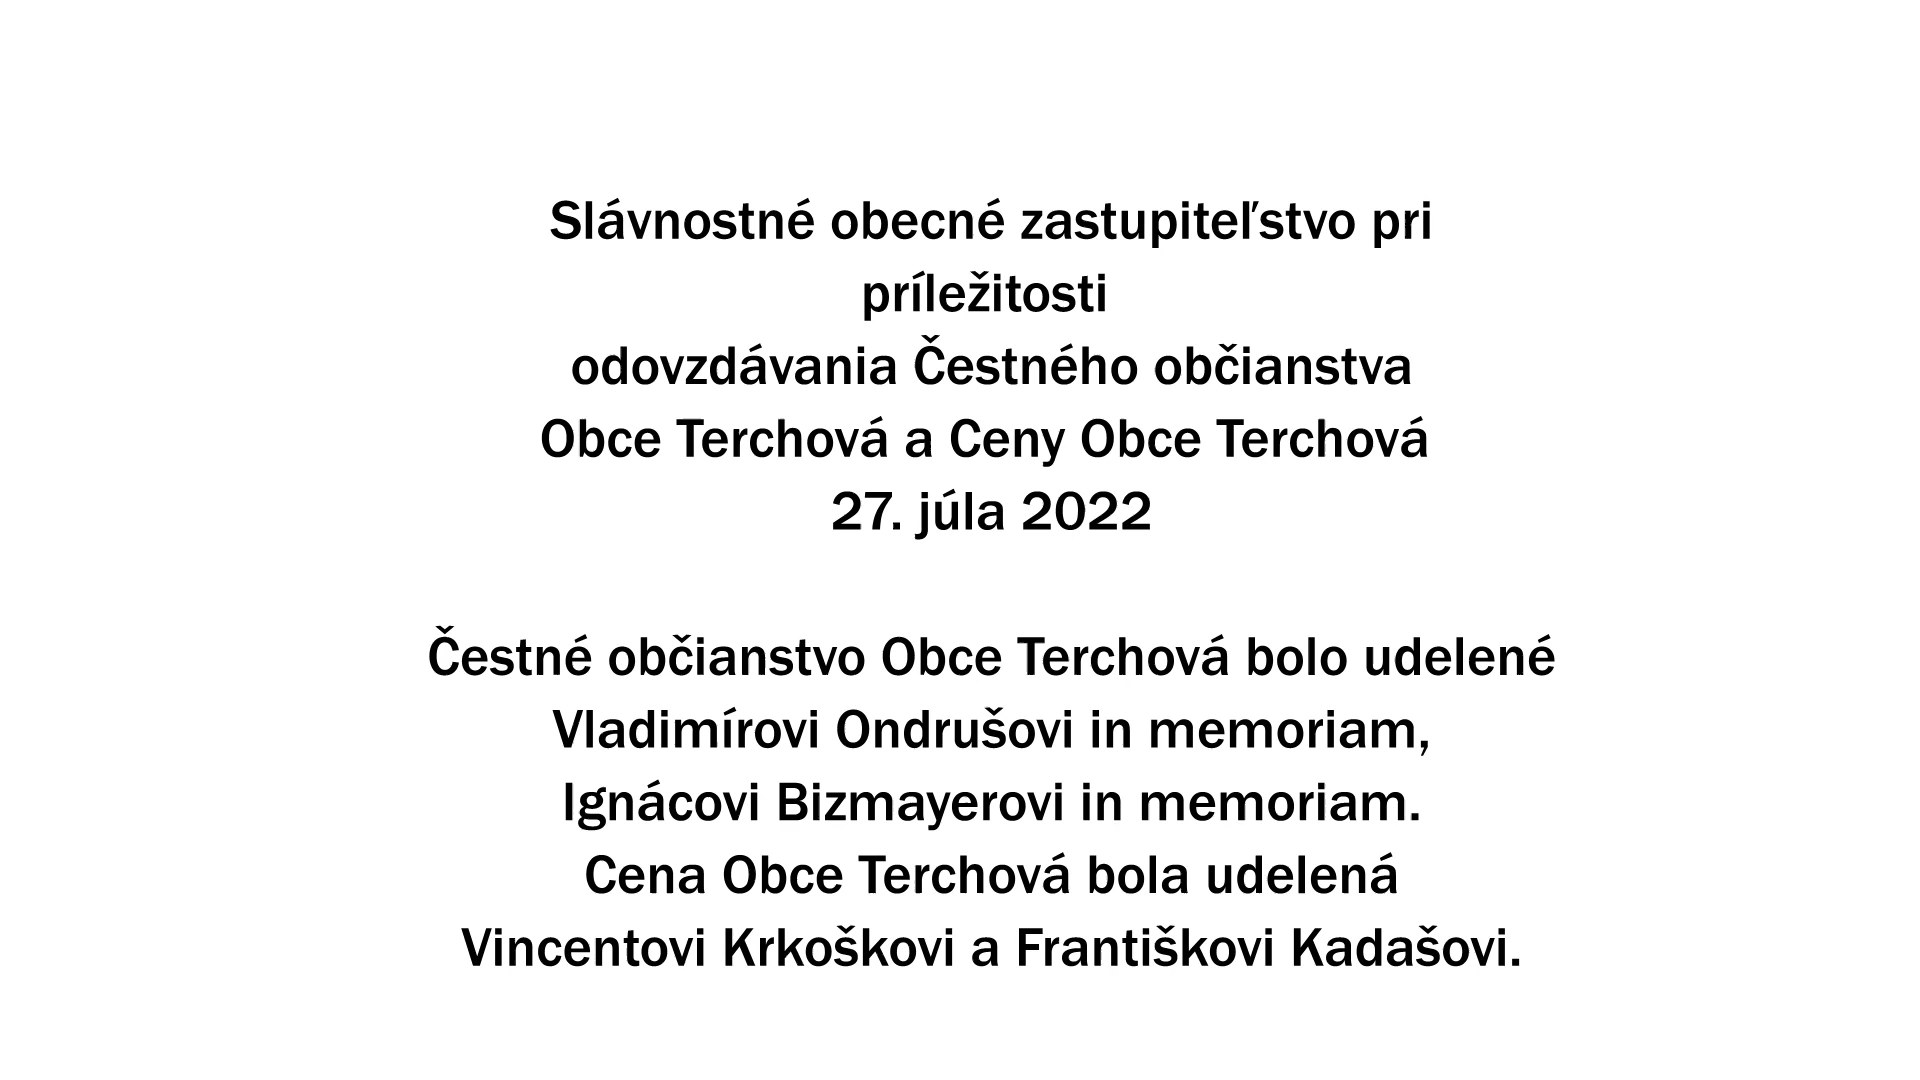 Slávnostné obecné zastupiteľstvo pri
príležitosti
odovzdávania Čestného občianstva
Obce Terchová a Ceny Obce Terchová
27. júla 2022
Čestné občianstvo Obce Terchová bolo udelené
Vladimírovi Ondrušovi in memoriam,
Ignácovi Bizmayerovi in memoriam.
Cena Obce Terchová bola udelená
Vincentovi Krkoškovi a Františkovi Kadašovi.